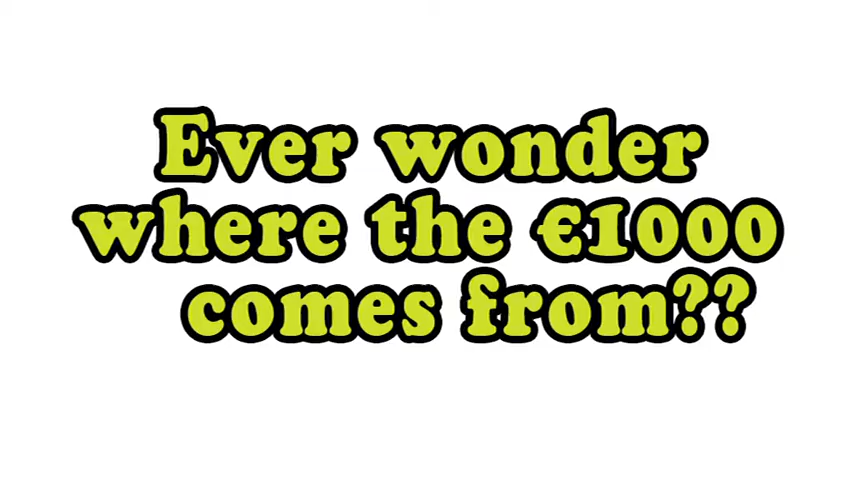 Ever wonder
where the €1000
comes from??